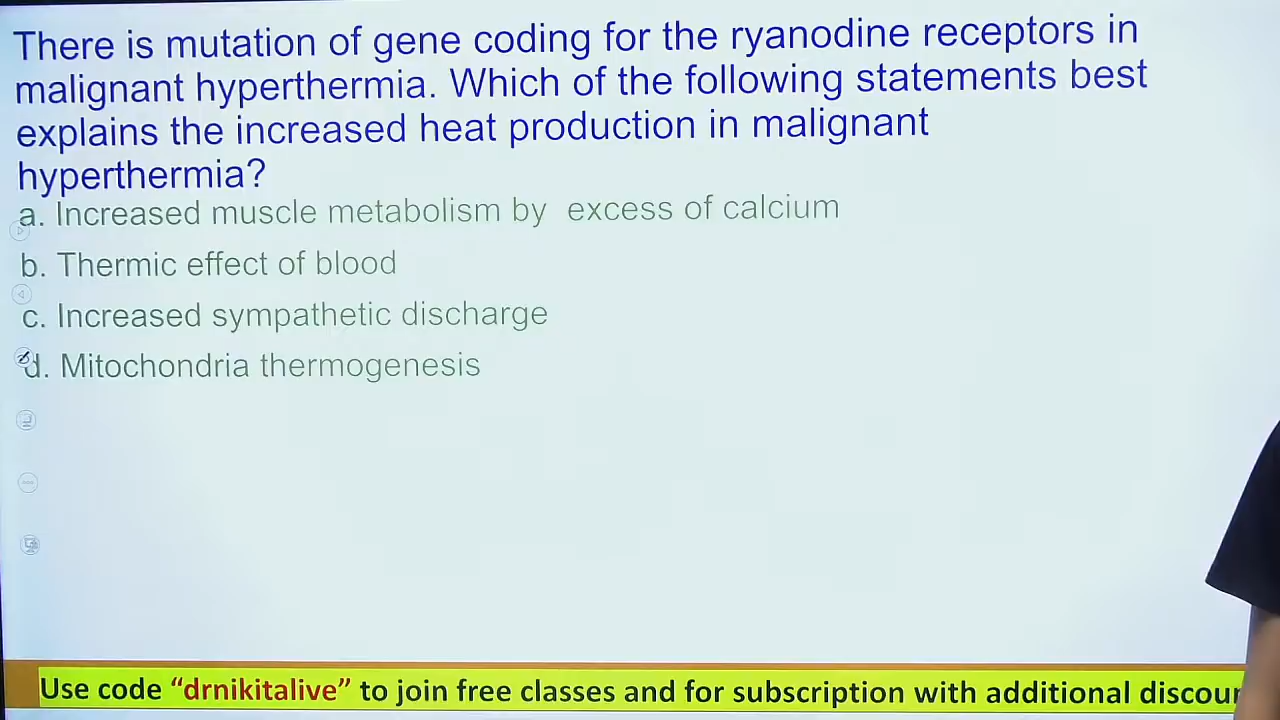 There is mutation of gene coding for the ryanodine receptors in
malignant hyperthermia. Which of the following statements best
explains the increased heat production in malignant
hyperthermia?
a. Increased muscle metabolism by excess of calcium
b. Thermic effect of blood
c. Increased sympathetic discharge
d. Mitochondria thermogenesis
Use code “drnikitalive” to join free classes and for subscription with additional